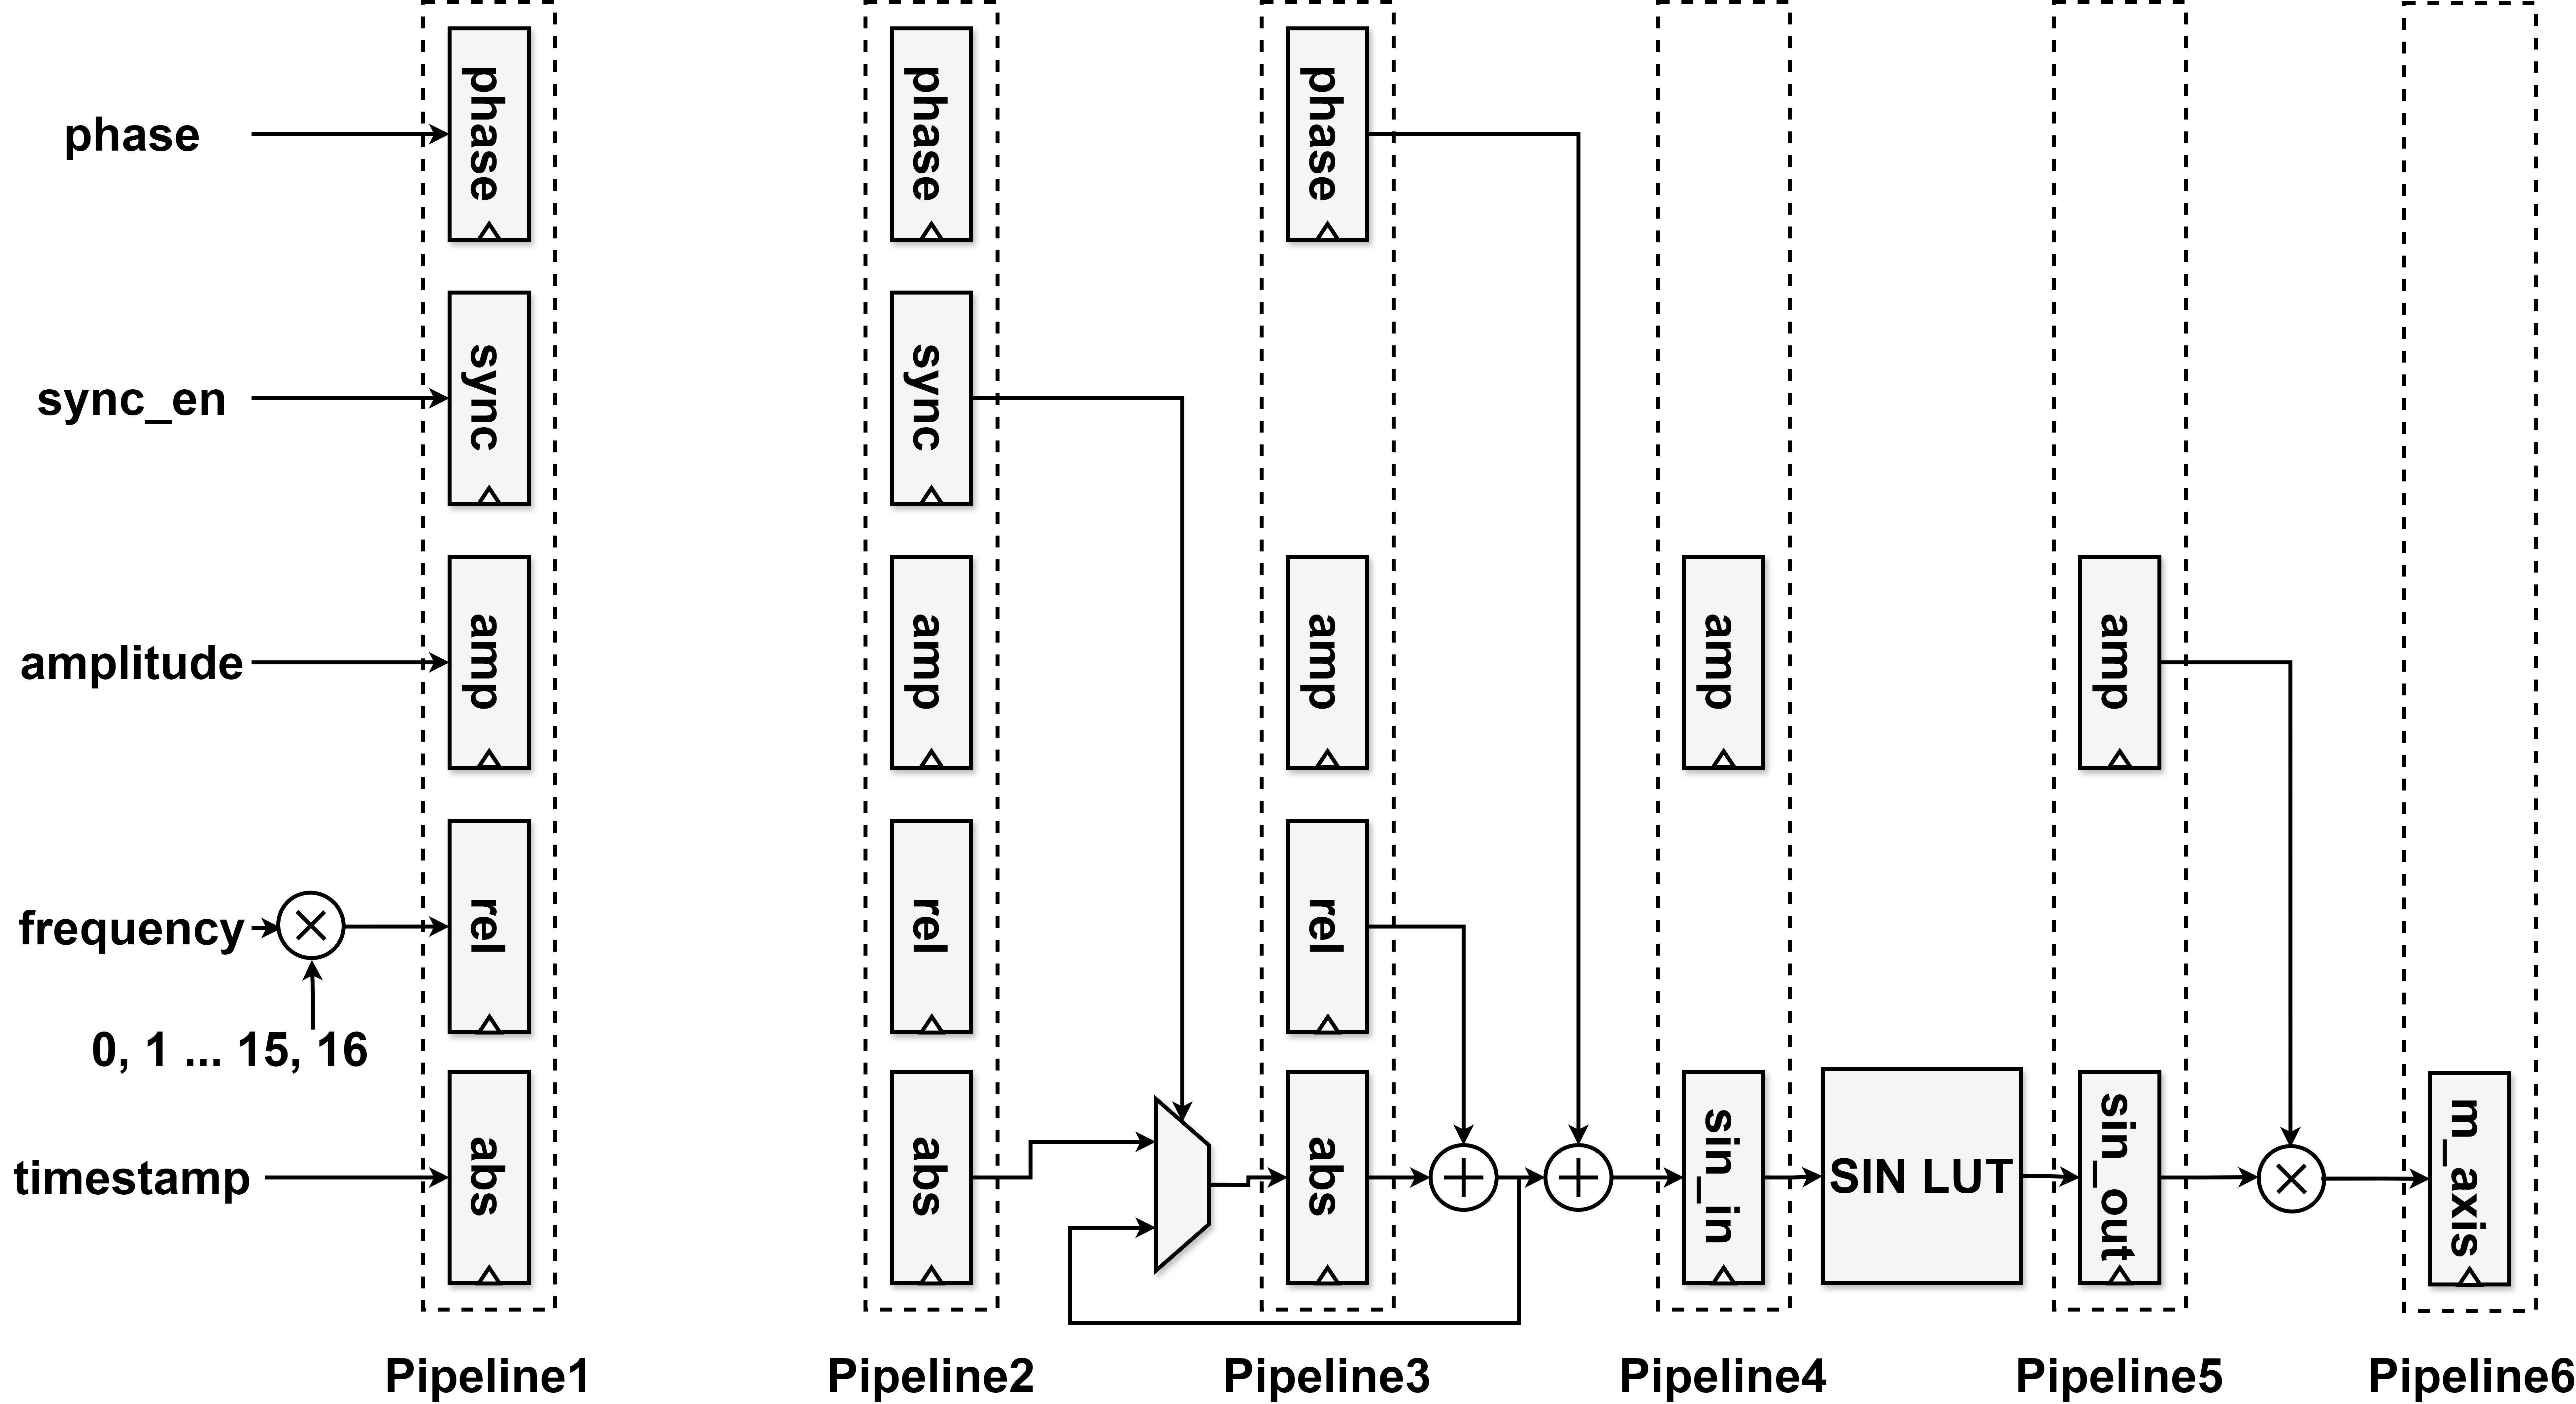 phase
phase
phase
phase
sync_en
sync
sync
amplitude
amp
amp
amp
amp
amp
frequency
rel
rel
rel
0, 1 ... 15, 16
timestamp
abs
abs
abs
sin_in
SIN LUT
sin_out
m_axis
Pipeline1
Pipeline2
Pipeline3
Pipeline4
Pipeline5
Pipeline6